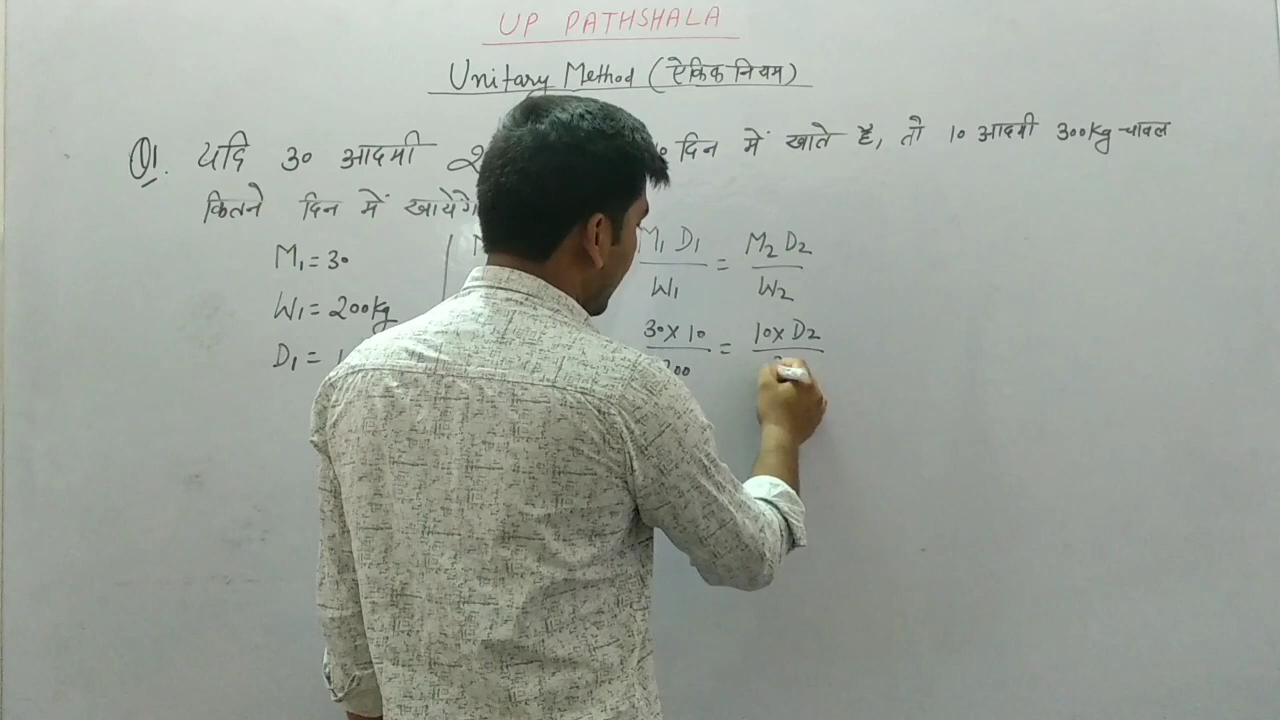 UP PATHSHALA
Unitary Method (ऐकिक नियम)
Q1. यदि 30 आदमी दिन में खाते है, तो 10 आदमी 300kg चावल
कितने दिन में खायेगे
M1 = 30
W1 = 200kg
D1 =
M1 D1 / W1 = M2 D2 / W2
30 x 10 / 200 = 10 x D2